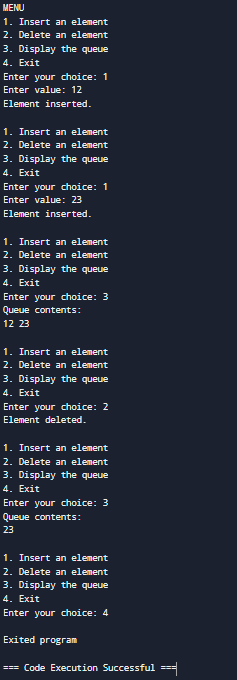 MENU
1. Insert an element
2. Delete an element
3. Display the queue
4. Exit
Enter your choice: 1
Enter value: 12
Element inserted.
1. Insert an element
2. Delete an element
3. Display the queue
4. Exit
Enter your choice: 1
Enter value: 23
Element inserted.
1. Insert an element
2. Delete an element
3. Display the queue
4. Exit
Enter your choice: 3
Queue contents:
12 23
1. Insert an element
2. Delete an element
3. Display the queue
4. Exit
Enter your choice: 2
Element deleted.
1. Insert an element
2. Delete an element
3. Display the queue
4. Exit
Enter your choice: 3
Queue contents:
23
1. Insert an element
2. Delete an element
3. Display the queue
4. Exit
Enter your choice: 4
Exited program
=== Code Execution Successful ===